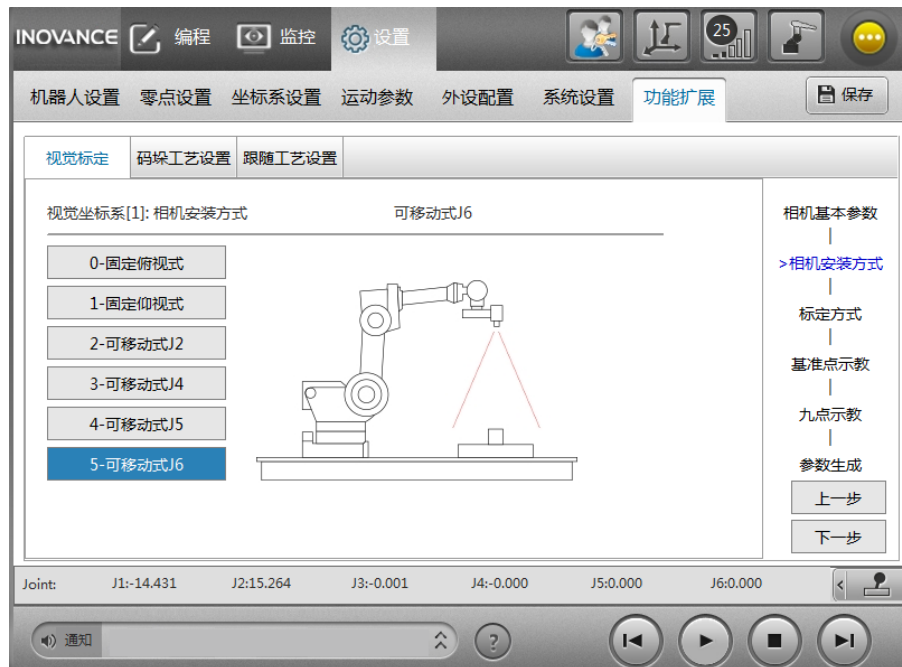 INOVANCE 编程 监控 设置 25
机器人设置 零点设置 坐标系设置 运动参数 外设配置 系统设置 功能扩展 保存
视觉标定 码垛工艺设置 跟随工艺设置
视觉坐标系[1]: 相机安装方式 可移动式J6
0-固定俯视式
1-固定仰视式
2-可移动式J2
3-可移动式J4
4-可移动式J5
5-可移动式J6
相机基本参数
>相机安装方式
标定方式
基准点示教
九点示教
参数生成
上一步
下一步
Joint: J1:-14.431 J2:15.264 J3:-0.001 J4:-0.000 J5:0.000 J6:0.000 <
通知 ?